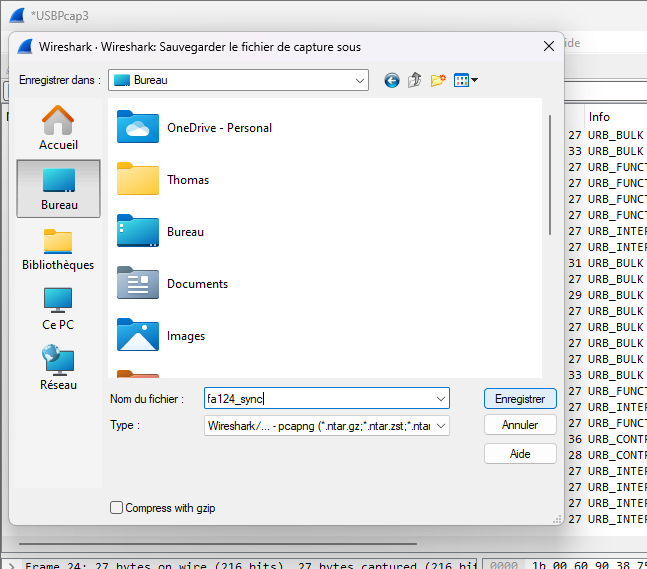 *USBPcap3
Wireshark · Wireshark: Sauvegarder le fichier de capture sous
ide
Enregistrer dans :
Bureau
Accueil
Bureau
Bibliothèques
Ce PC
Réseau
OneDrive - Personal
Thomas
Bureau
Documents
Images
Nom du fichier :
fa124_sync
Enregistrer
Type :
Wireshark/... - pcapng (*.ntar.gz;*.ntar.zst;*.ntar
Annuler
Aide
Compress with gzip
Info
27 URB_BULK
33 URB_BULK
27 URB_FUNCT
27 URB_FUNCT
27 URB_FUNCT
27 URB_FUNCT
27 URB_INTER
27 URB_INTER
31 URB_BULK
27 URB_BULK
29 URB_BULK
27 URB_BULK
27 URB_BULK
27 URB_BULK
27 URB_BULK
33 URB_BULK
27 URB_FUNCT
27 URB_INTER
27 URB_FUNCT
36 URB_CONTR
28 URB_CONTR
27 URB_INTER
27 URB_INTER
27 URB_INTER
27 URB_INTER
Frame 24: 27 bytes on wire (216 bits), 27 bytes captured (216 bit
0000 1b 00 60 90 38 75